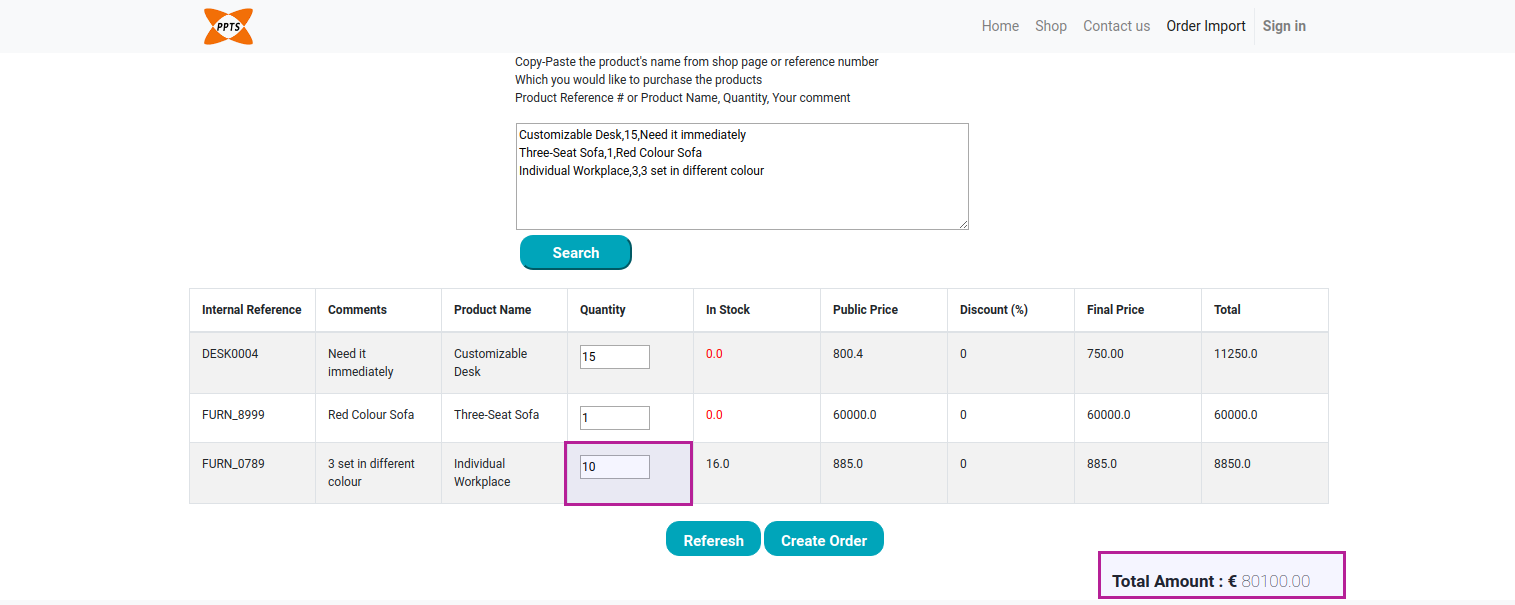 PPTS
Home Shop Contact us Order Import Sign in
Copy-Paste the product's name from shop page or reference number
Which you would like to purchase the products
Product Reference # or Product Name, Quantity, Your comment
Customizable Desk,15,Need it immediately
Three-Seat Sofa,1,Red Colour Sofa
Individual Workplace,3,3 set in different colour
Search
Internal Reference Comments Product Name Quantity In Stock Public Price Discount (%) Final Price Total
DESK0004 Need it immediately Customizable Desk 15 0.0 800.4 0 750.00 11250.0
FURN_8999 Red Colour Sofa Three-Seat Sofa 1 0.0 60000.0 0 60000.0 60000.0
FURN_0789 3 set in different colour Individual Workplace 10 16.0 885.0 0 885.0 8850.0
Referesh Create Order
Total Amount : € 80100.00